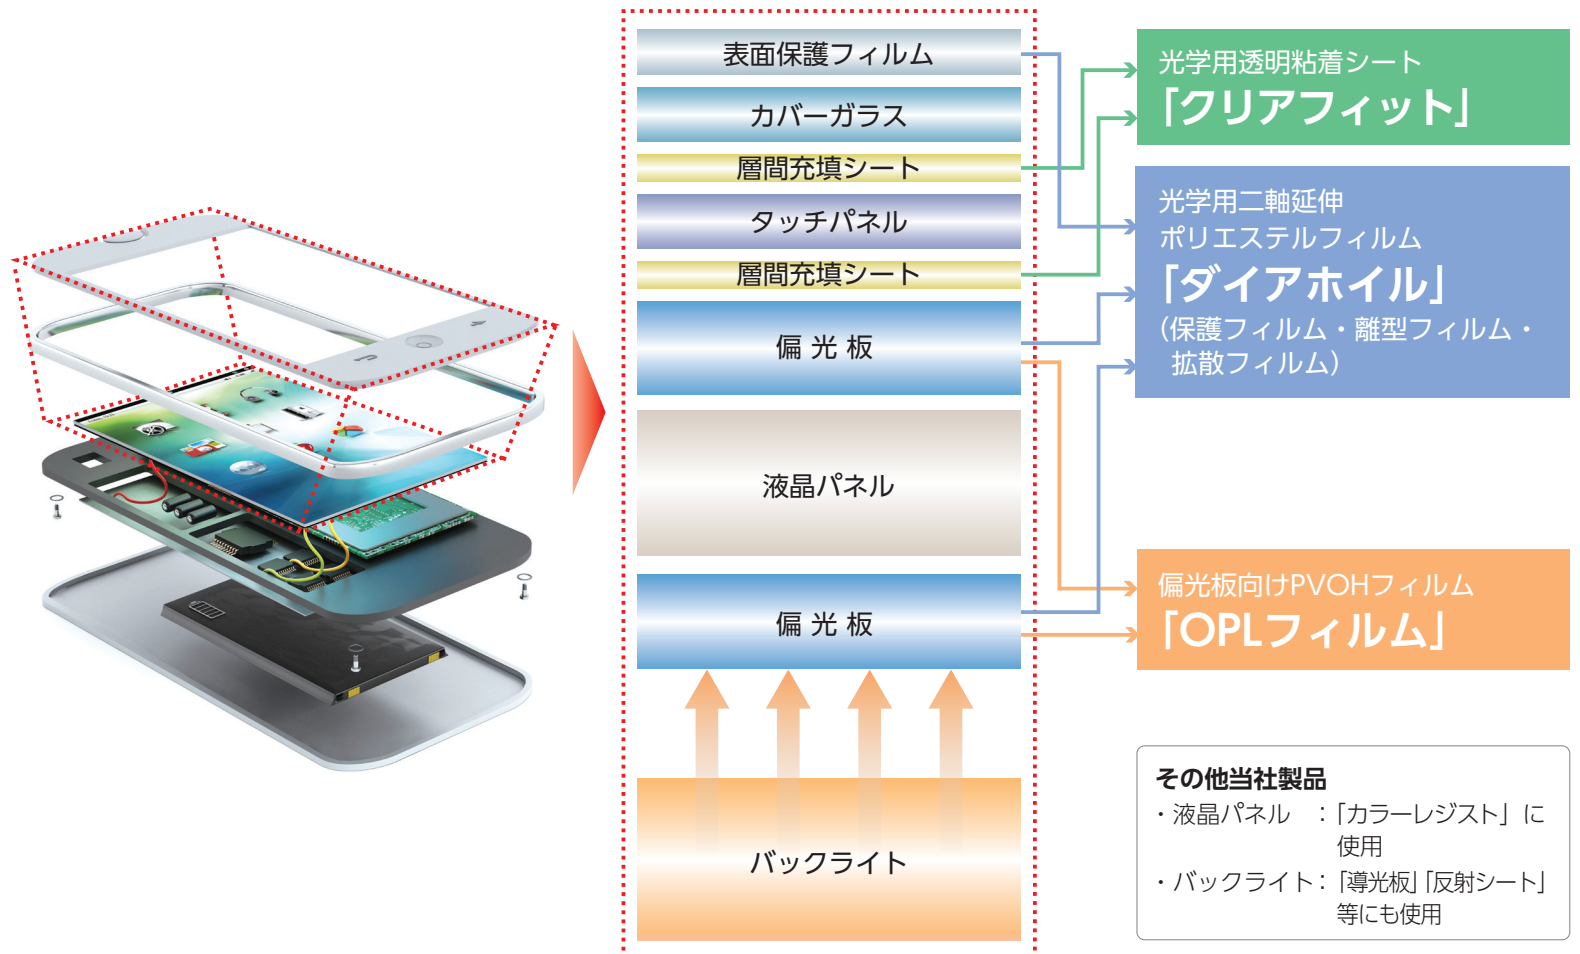 表面保護フィルム
カバーガラス
層間充填シート
タッチパネル
層間充填シート
偏光板
液晶パネル
偏光板
バックライト
光学用透明粘着シート
「クリアフィット」
光学用二軸延伸
ポリエステルフィルム
「ダイアホイル」
(保護フィルム・離型フィルム・
拡散フィルム)
偏光板向けPVOHフィルム
「OPLフィルム」
その他当社製品
・液晶パネル ：「カラーレジスト」に
使用
・バックライト：「導光板」「反射シート」
等にも使用